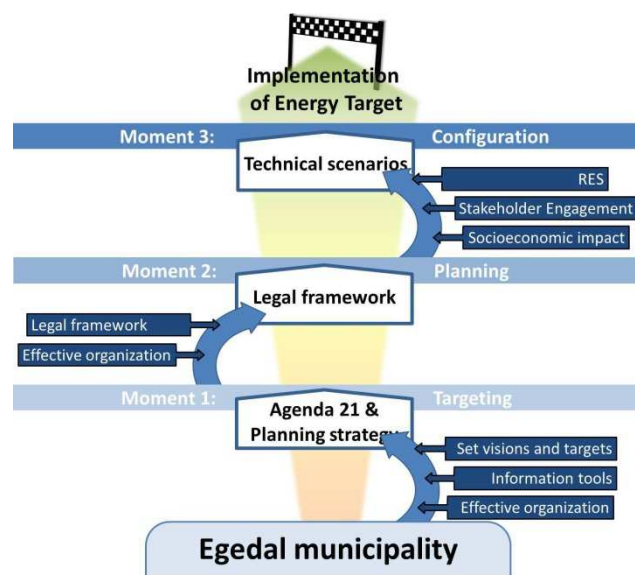 Implementation
of Energy Target
Moment 3: Configuration
Technical scenarios
RES
Stakeholder Engagement
Socioeconomic impact
Moment 2: Planning
Legal framework
Legal framework
Effective organization
Moment 1: Targeting
Agenda 21 &
Planning strategy
Set visions and targets
Information tools
Effective organization
Egedal municipality